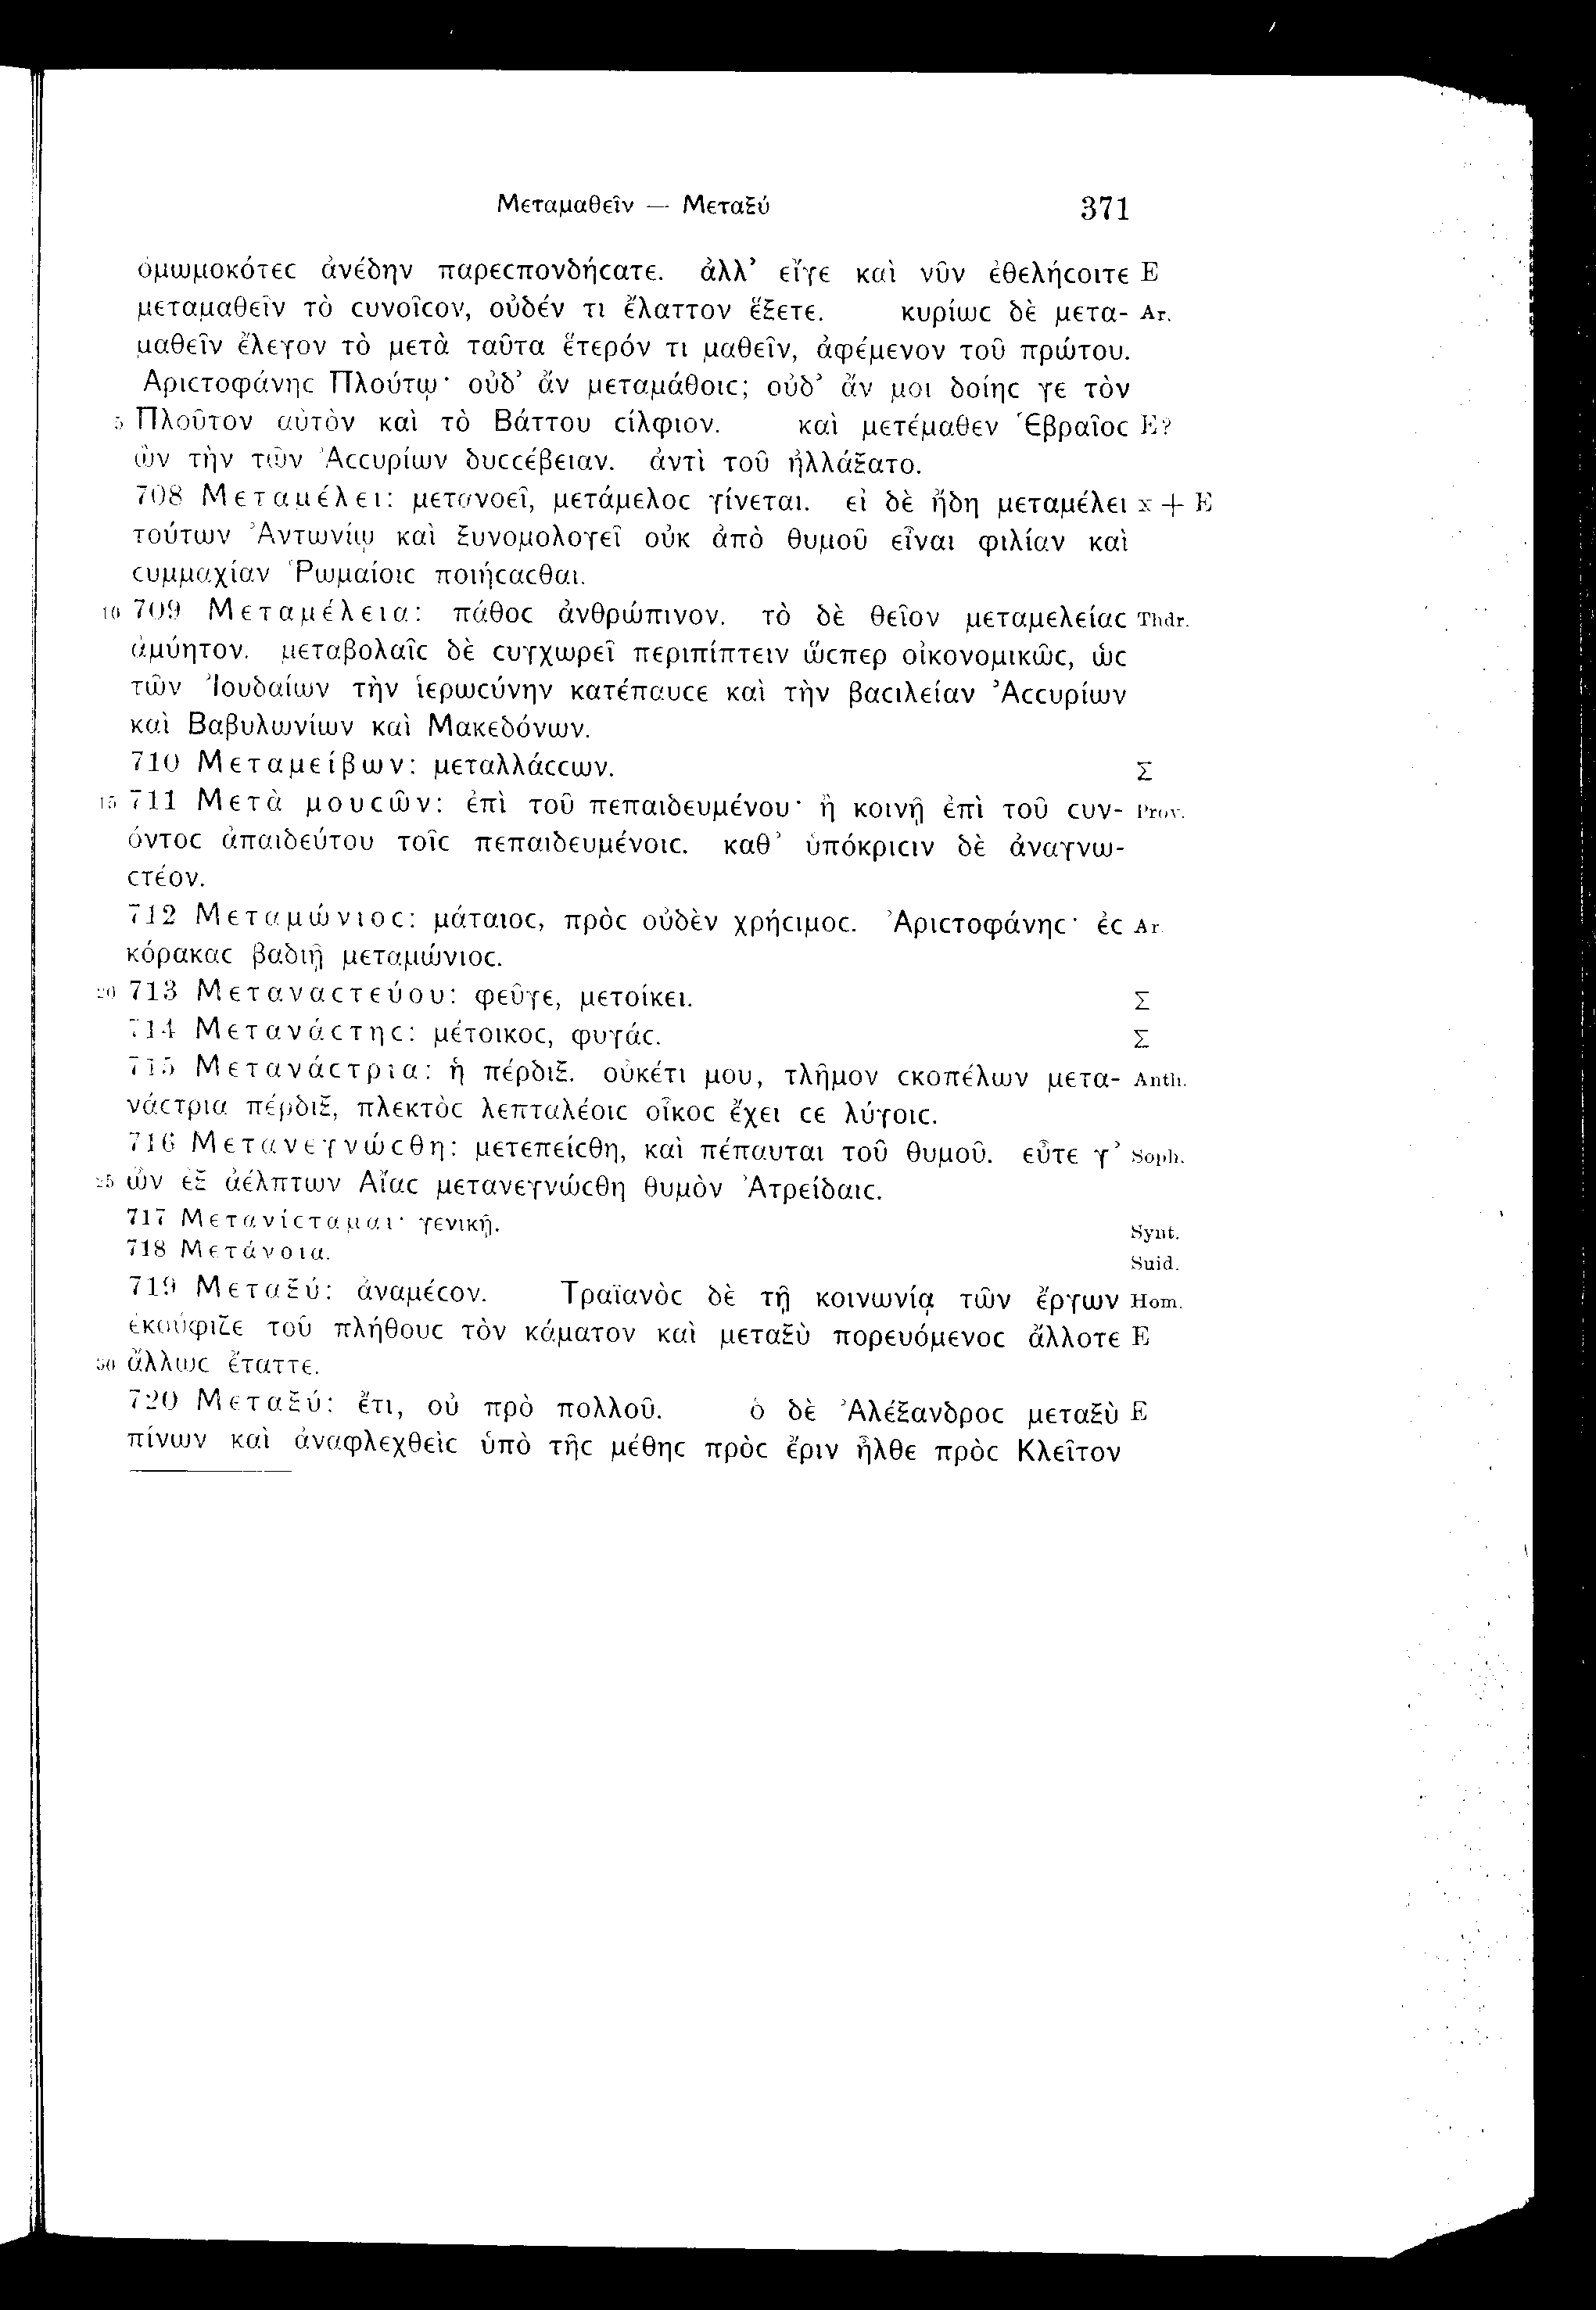 Μεταμαθεῖν — Μεταξύ 371
ὀμωμοκότεϲ ἀνέδην παρεϲπονδήϲατε. ἀλλ’ εἴγε καὶ νῦν ἐθελήϲοιτε E
μεταμαθεῖν τὸ ϲυνοῖϲον, οὐδέν τι ἔλαττον ἕξετε. κυρίωϲ δὲ μετα- Ar.
μαθεῖν ἔλεγον τὸ μετὰ ταῦτα ἕτερόν τι μαθεῖν, ἀφέμενον τοῦ πρώτου.
Ἀριϲτοφάνηϲ Πλούτῳ· οὐδ’ ἂν μεταμάθοιϲ; οὐδ’ ἄν μοι δοίηϲ γε τὸν
5 Πλοῦτον αὐτὸν καὶ τὸ Βάττου ϲίλφιον. καὶ μετέμαθεν Ἑβραῖοϲ E?
ὢν τὴν τῶν Ἀϲϲυρίων δυϲϲέβειαν. ἀντὶ τοῦ ἠλλάξατο.
708 Μεταμέλει: μετανοεῖ, μετάμελοϲ γίνεται. εἰ δὲ ἤδη μεταμέλει x + E
τούτων Ἀντωνίῳ καὶ ξυνομολογεῖ οὐκ ἀπὸ θυμοῦ εἶναι φιλίαν καὶ
ϲυμμαχίαν Ῥωμαίοιϲ ποιήϲαϲθαι.
10 709 Μεταμέλεια: πάθοϲ ἀνθρώπινον. τὸ δὲ θεῖον μεταμελείαϲ Thdr.
ἀμύητον. μεταβολαῖϲ δὲ ϲυγχωρεῖ περιπίπτειν ὥϲπερ οἰκονομικῶϲ, ὡϲ
τῶν Ἰουδαίων τὴν ἱερωϲύνην κατέπαυϲε καὶ τὴν βαϲιλείαν Ἀϲϲυρίων
καὶ Βαβυλωνίων καὶ Μακεδόνων.
710 Μεταμείβων: μεταλλάϲϲων. Σ
15 711 Μετὰ μουϲῶν: ἐπὶ τοῦ πεπαιδευμένου· ἢ κοινῇ ἐπὶ τοῦ ϲυν- Prov.
όντοϲ ἀπαιδεύτου τοῖϲ πεπαιδευμένοιϲ. καθ’ ὑπόκριϲιν δὲ ἀναγνω-
ϲτέον.
712 Μεταμώνιοϲ: μάταιοϲ, πρὸϲ οὐδὲν χρήϲιμοϲ. Ἀριϲτοφάνηϲ· ἐϲ Ar.
κόρακαϲ βαδιῇ μεταμώνιοϲ.
20 713 Μεταναϲτεύου: φεῦγε, μετοίκει. Σ
714 Μετανάϲτηϲ: μέτοικοϲ, φυγάϲ. Σ
715 Μετανάϲτρια: ἡ πέρδιξ. οὐκέτι μου, τλῆμον ϲκοπέλων μετα- Anth.
νάϲτρια πέρδιξ, πλεκτὸϲ λεπταλέοιϲ οἶκοϲ ἔχει ϲε λύγοιϲ.
716 Μετανεγνώϲθη: μετεπείϲθη, καὶ πέπαυται τοῦ θυμοῦ. εὖτε γ’ Soph.
25 ὢν ἐξ ἀέλπτων Αἴαϲ μετανεγνώϲθη θυμὸν Ἀτρείδαιϲ.
717 Μετανίϲταμαι· γενικῇ. Synt.
718 Μετάνοια. Suid.
719 Μεταξύ: ἀναμέϲον. Τραϊανὸϲ δὲ τῇ κοινωνίᾳ τῶν ἔργων Hom.
ἐκούφιζε τοῦ πλήθουϲ τὸν κάματον καὶ μεταξὺ πορευόμενοϲ ἄλλοτε E
30 ἄλλωϲ ἔταττε.
720 Μεταξύ: ἔτι, οὐ πρὸ πολλοῦ. ὁ δὲ Ἀλέξανδροϲ μεταξὺ E
πίνων καὶ ἀναφλεχθεὶϲ ὑπὸ τῆϲ μέθηϲ πρὸϲ ἔριν ἦλθε πρὸϲ Κλεῖτον